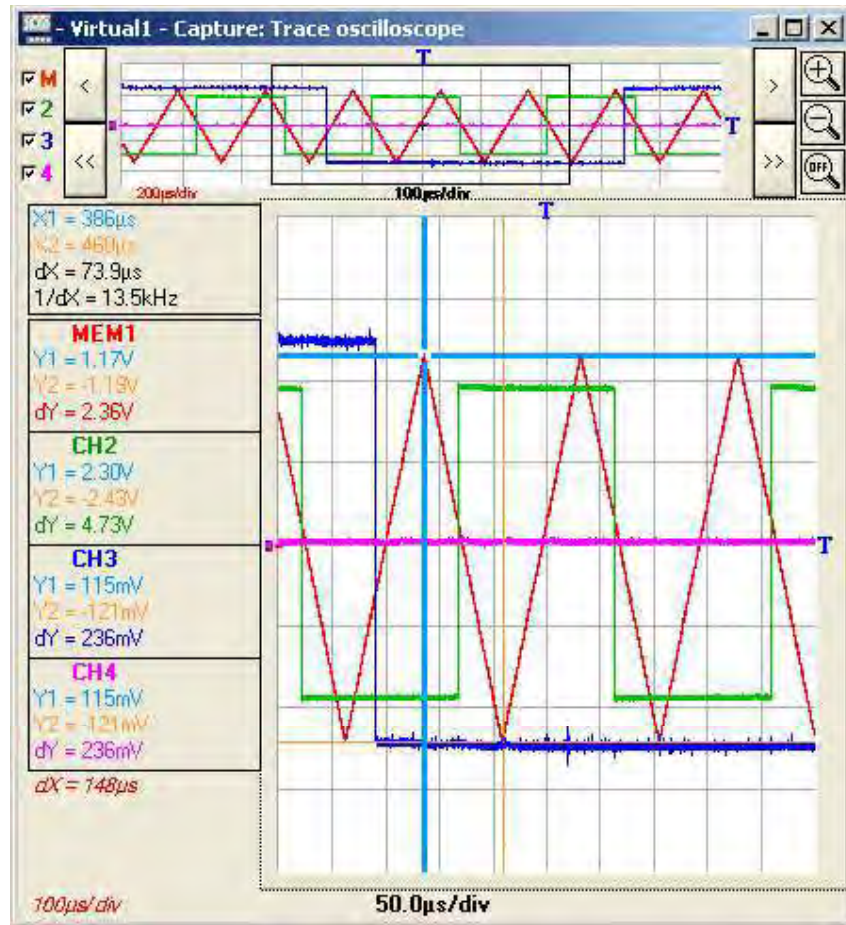 - Virtual1 - Capture: Trace oscilloscope
T
M
<
>
2
3
T
4
<<
>>
OFF
200µs/div
100µs/div
X1 = 386µs
X2 = 460µs
dX = 73.9µs
1/dX = 13.5kHz
T
MEM1
Y1 = 1.17V
Y2 = -1.19V
dY = 2.36V
CH2
Y1 = 2.30V
Y2 = -2.43V
dY = 4.73V
CH3
Y1 = 115mV
Y2 = -121mV
dY = 236mV
T
CH4
Y1 = 115mV
Y2 = -121mV
dY = 236mV
dX = 148µs
100µs/div
50.0µs/div